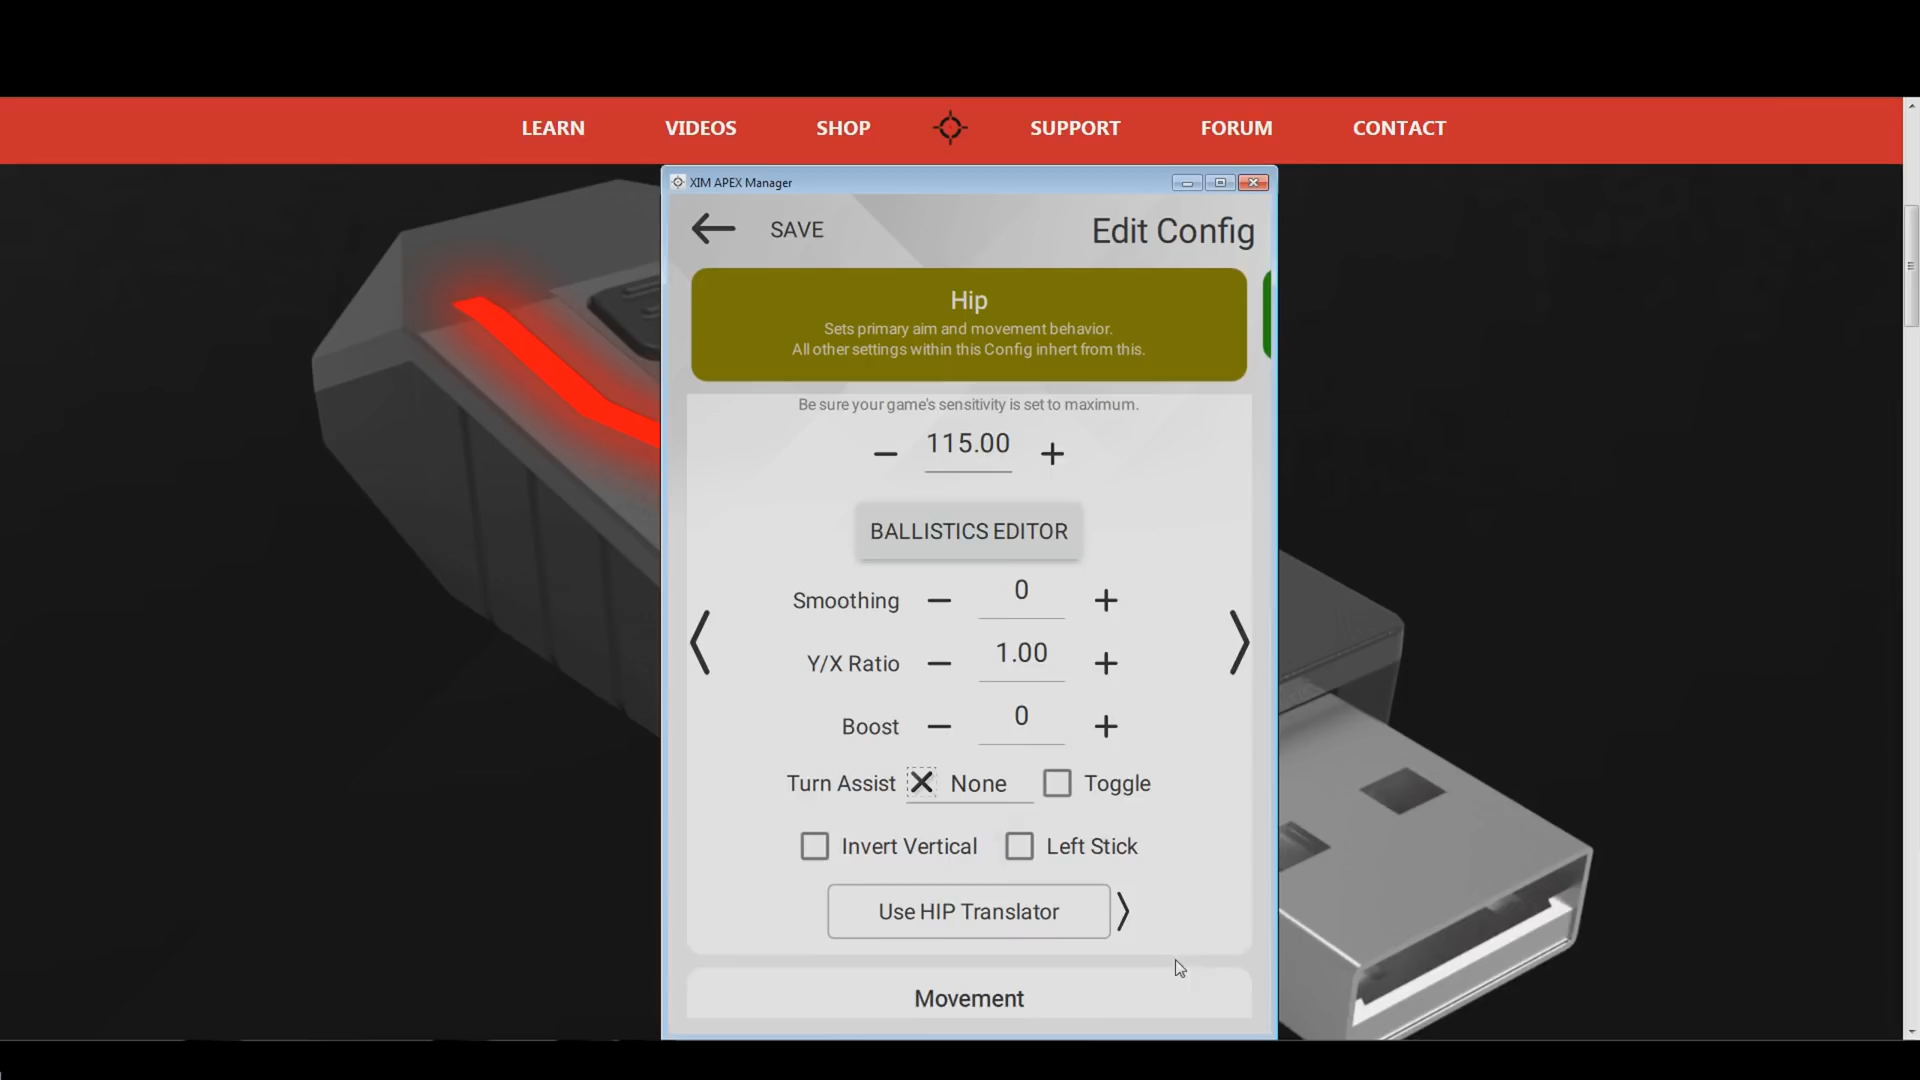 LEARN
VIDEOS
SHOP
SUPPORT
FORUM
CONTACT
XIM APEX Manager
SAVE
Edit Config
Hip
Sets primary aim and movement behavior.
All other settings within this Config inhert from this.
Be sure your game's sensitivity is set to maximum.
115.00
BALLISTICS EDITOR
Smoothing 0
Y/X Ratio 1.00
Boost 0
Turn Assist None Toggle
Invert Vertical Left Stick
Use HIP Translator
Movement